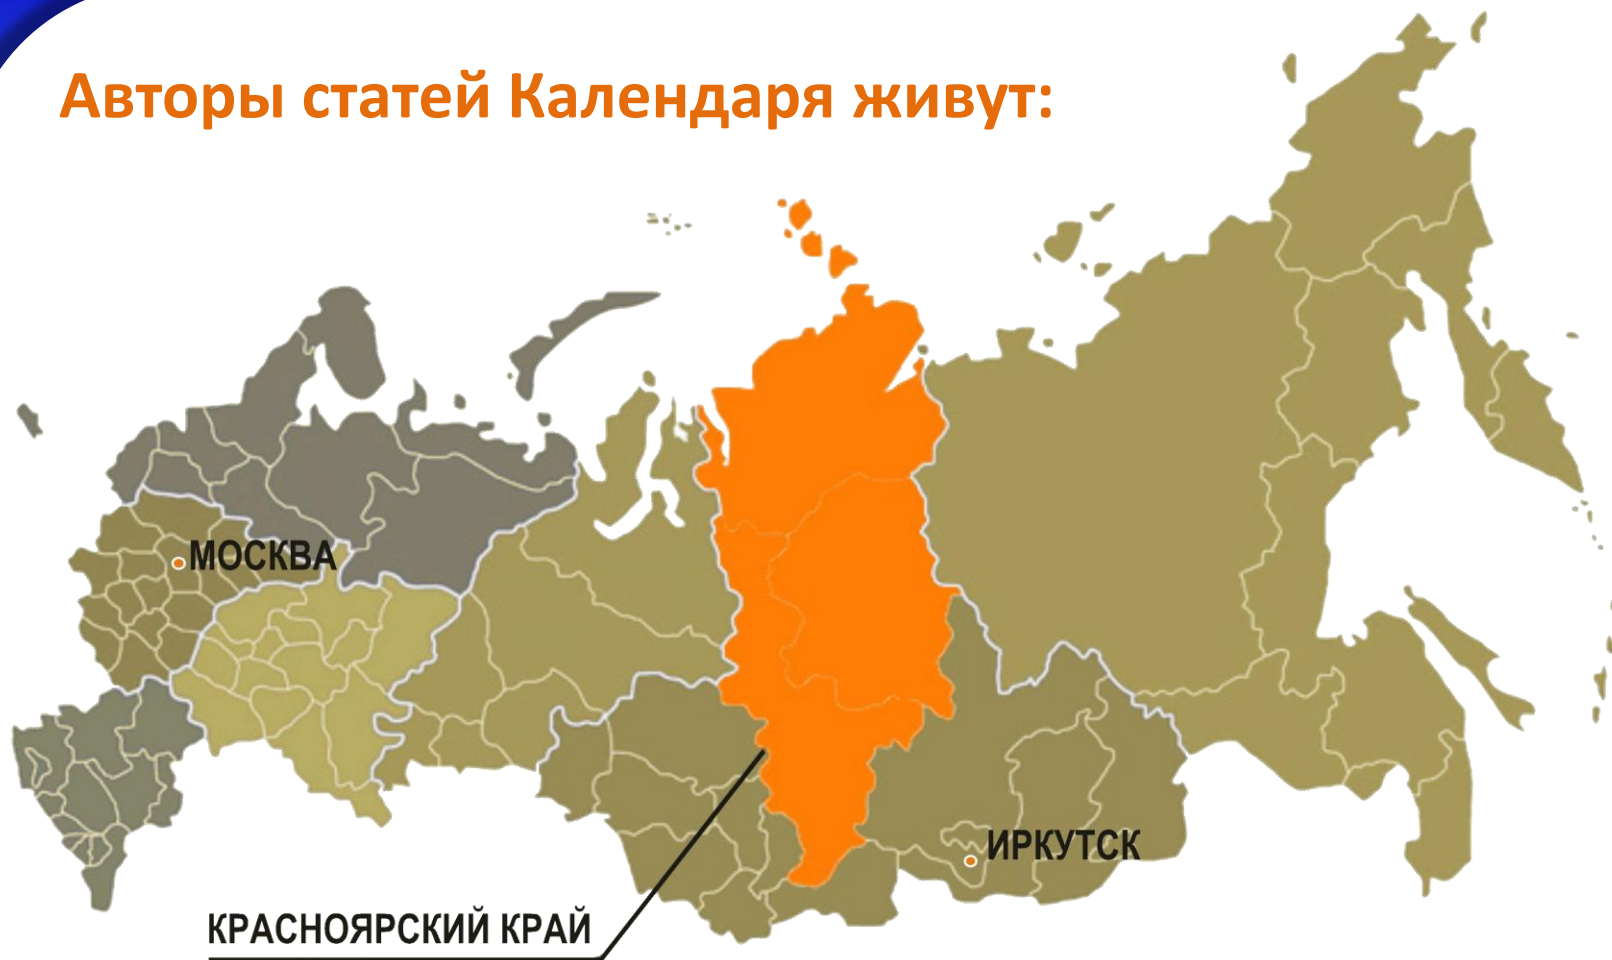 Авторы статей Календаря живут:
МОСКВА
ИРКУТСК
КРАСНОЯРСКИЙ КРАЙ